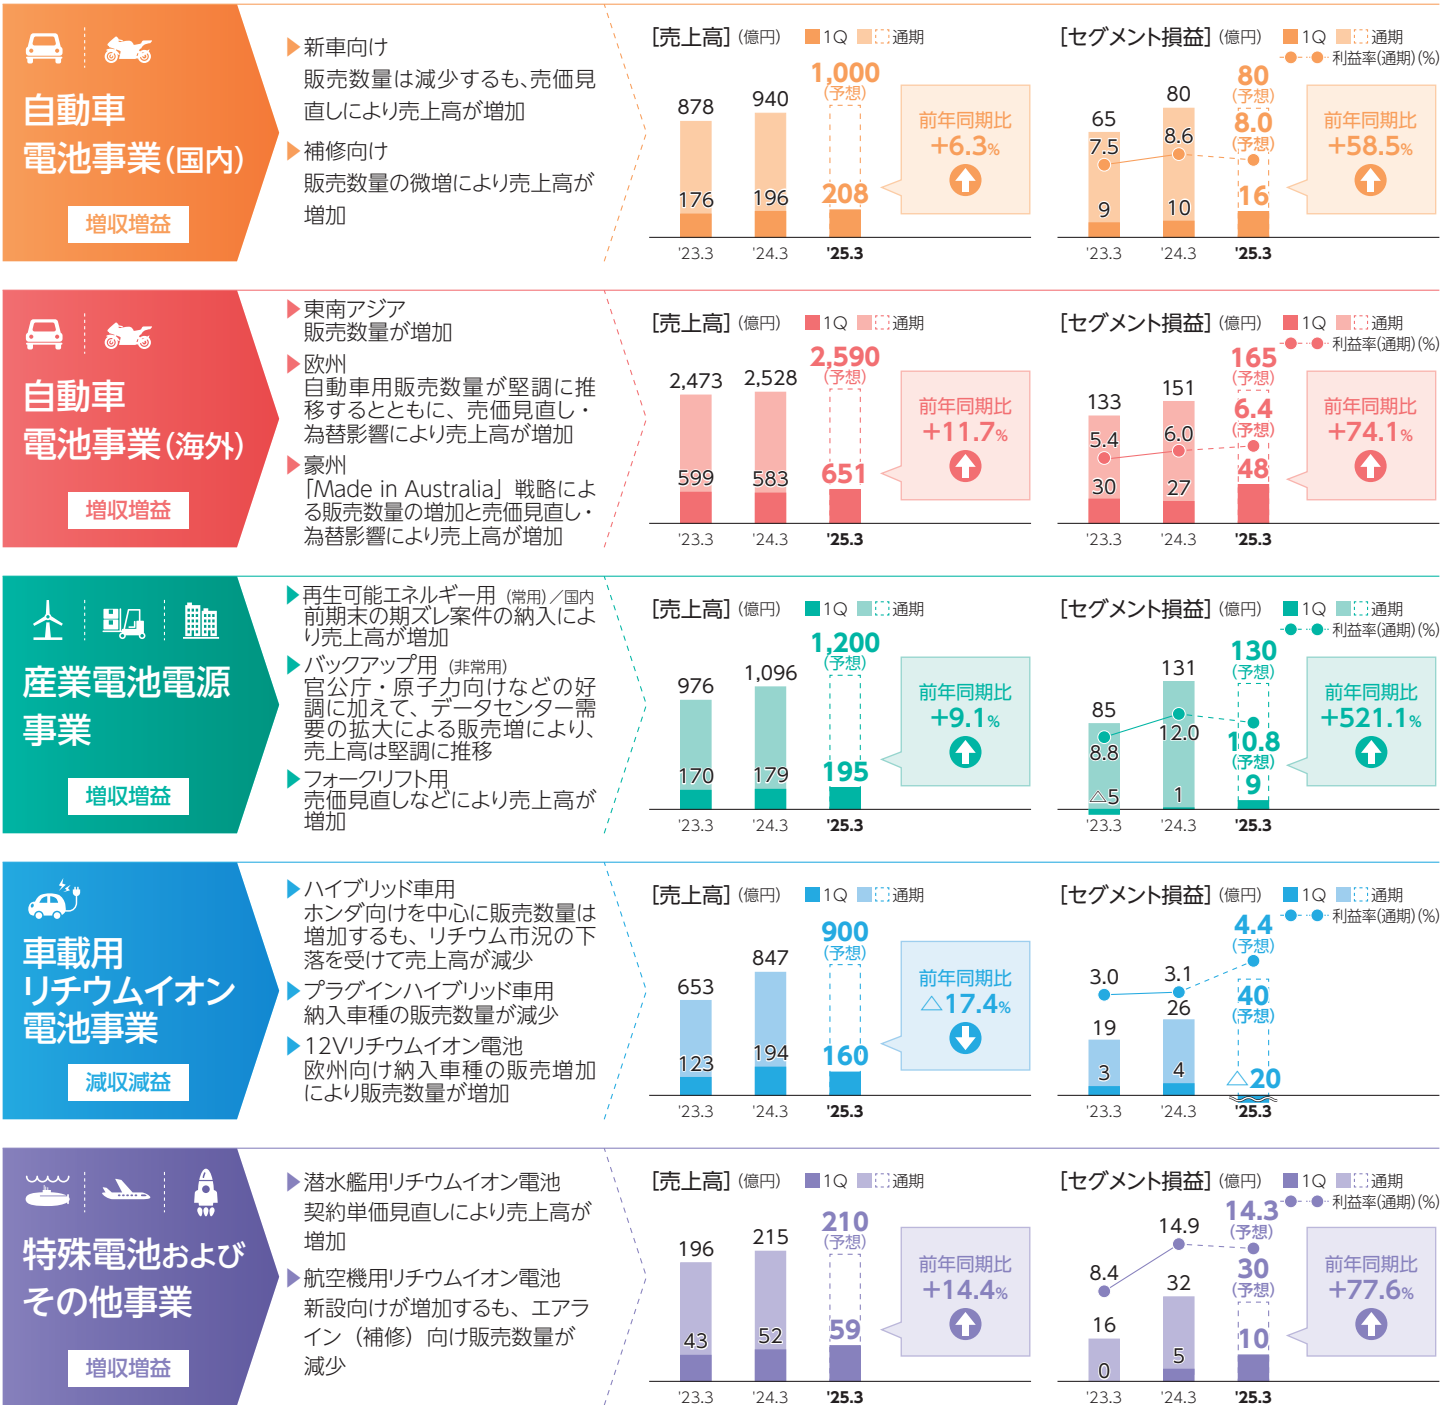 自動車
電池事業(国内)
増収増益
新車向け
販売数量は減少するも、売価見
直しにより売上高が増加
補修向け
販売数量の微増により売上高が
増加
[売上高](億円) 1Q 通期
878
940
1,000
(予想)
176
196
208
'23.3 '24.3 '25.3
前年同期比
+6.3%
[セグメント損益](億円) 1Q 通期
利益率(通期)(%)
65
80
80
(予想)
7.5
8.6
8.0
(予想)
9
10
16
'23.3 '24.3 '25.3
前年同期比
+58.5%
自動車
電池事業(海外)
増収増益
東南アジア
販売数量が増加
欧州
自動車用販売数量が堅調に推
移するとともに、売価見直し・
為替影響により売上高が増加
豪州
「Made in Australia」戦略によ
る販売数量の増加と売価見直し・
為替影響により売上高が増加
[売上高](億円) 1Q 通期
2,473
2,528
2,590
(予想)
599
583
651
'23.3 '24.3 '25.3
前年同期比
+11.7%
[セグメント損益](億円) 1Q 通期
利益率(通期)(%)
133
151
165
(予想)
5.4
6.0
6.4
(予想)
30
27
48
'23.3 '24.3 '25.3
前年同期比
+74.1%
産業電池電源
事業
増収増益
再生可能エネルギー用(常用)/国内
前期末の期ズレ案件の納入によ
り売上高が増加
バックアップ用(非常用)
官公庁・原子力向けなどの好
調に加えて、データセンター需
要の拡大による販売増により、
売上高は堅調に推移
フォークリフト用
売価見直しなどにより売上高が
増加
[売上高](億円) 1Q 通期
976
1,096
1,200
(予想)
170
179
195
'23.3 '24.3 '25.3
前年同期比
+9.1%
[セグメント損益](億円) 1Q 通期
利益率(通期)(%)
85
131
130
(予想)
8.8
12.0
10.8
(予想)
△5
1
9
'23.3 '24.3 '25.3
前年同期比
+521.1%
車載用
リチウムイオン
電池事業
減収減益
ハイブリッド車用
ホンダ向けを中心に販売数量は
増加するも、リチウム市況の下
落を受けて売上高が減少
プラグインハイブリッド車用
納入車種の販売数量が減少
12Vリチウムイオン電池
欧州向け納入車種の販売増加
により販売数量が増加
[売上高](億円) 1Q 通期
653
847
900
(予想)
123
194
160
'23.3 '24.3 '25.3
前年同期比
△17.4%
[セグメント損益](億円) 1Q 通期
利益率(通期)(%)
3.0
3.1
4.4
(予想)
19
26
40
(予想)
3
4
△20
'23.3 '24.3 '25.3
特殊電池および
その他事業
増収増益
潜水艦用リチウムイオン電池
契約単価見直しにより売上高が
増加
航空機用リチウムイオン電池
新設向けが増加するも、エアラ
イン(補修)向け販売数量が
減少
[売上高](億円) 1Q 通期
196
215
210
(予想)
43
52
59
'23.3 '24.3 '25.3
前年同期比
+14.4%
[セグメント損益](億円) 1Q 通期
利益率(通期)(%)
8.4
14.9
14.3
(予想)
16
32
30
(予想)
0
5
10
'23.3 '24.3 '25.3
前年同期比
+77.6%